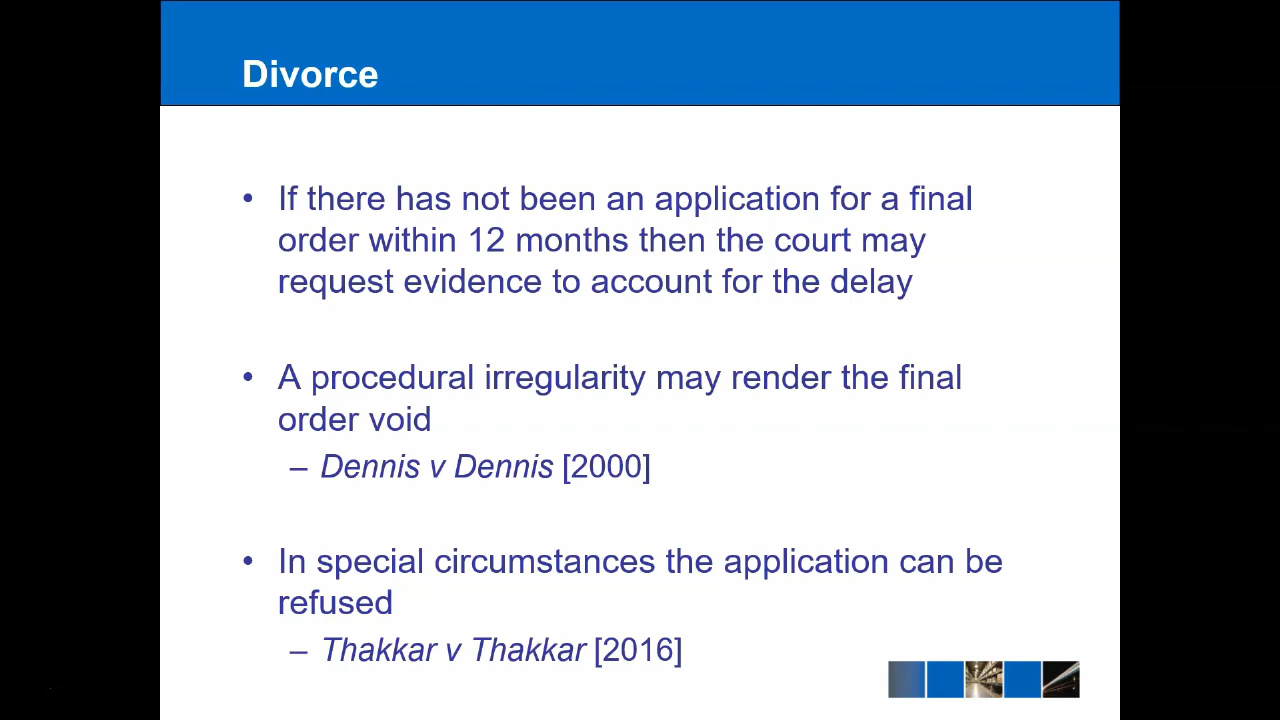 Divorce
• If there has not been an application for a final
order within 12 months then the court may
request evidence to account for the delay
• A procedural irregularity may render the final
order void
– Dennis v Dennis [2000]
• In special circumstances the application can be
refused
– Thakkar v Thakkar [2016]